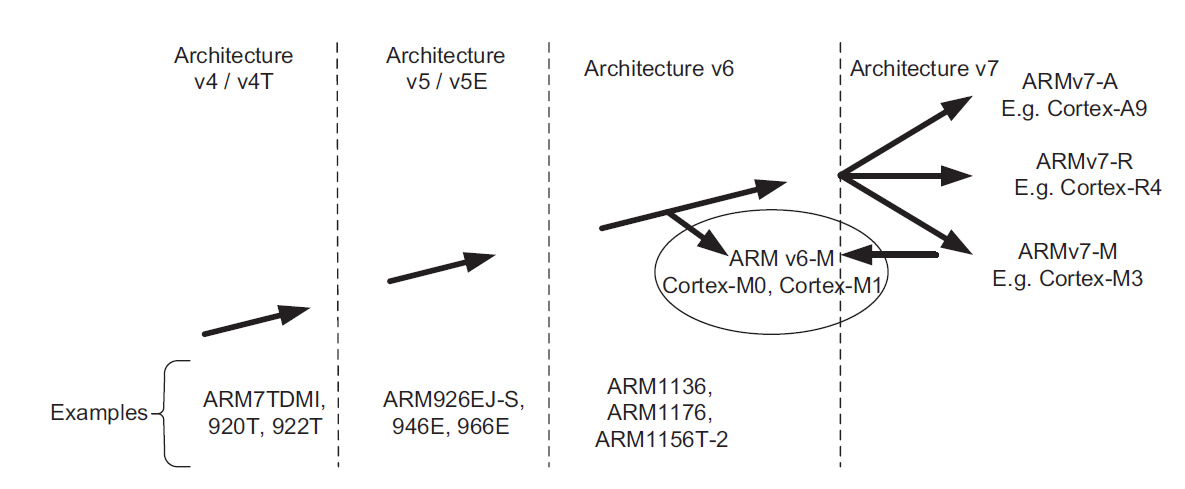 Architecture
v4 / v4T
Architecture
v5 / v5E
Architecture v6
Architecture v7
ARMv7-A
E.g. Cortex-A9
ARMv7-R
E.g. Cortex-R4
ARMv7-M
E.g. Cortex-M3
ARM v6-M
Cortex-M0, Cortex-M1
Examples
ARM7TDMI,
920T, 922T
ARM926EJ-S,
946E, 966E
ARM1136,
ARM1176,
ARM1156T-2